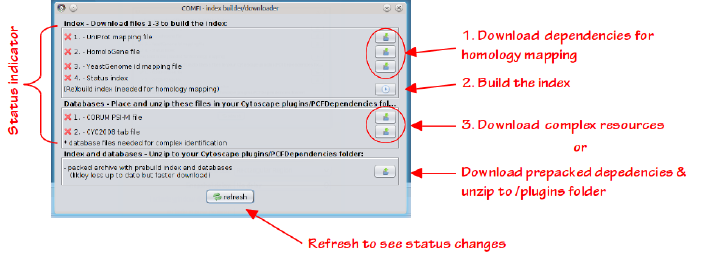 COMFI - index builder/downloader
Index - Download files 1-3 to build the index:
1. - UniProt mapping file
2. - HomoloGene file
3. - YeastGenome id mapping file
4. - Status index
(Re)build index (needed for homology mapping)
Databases - Place and unzip these files in your Cytoscape plugins/PCFDependencies fol...
1. - CORUM PSI-MI file
2. - CYC2008 tab file
* database files needed for complex identification
Index and databases - Unzip to your Cytoscape plugins/PCFDependencies folder:
- packed archive with prebuild index and databases
(likley less up to date but faster download)
refresh
Status indicator
1. Download dependencies for
homology mapping
2. Build the index
3. Download complex resources
or
Download prepacked depedencies &
unzip to /plugins folder
Refresh to see status changes